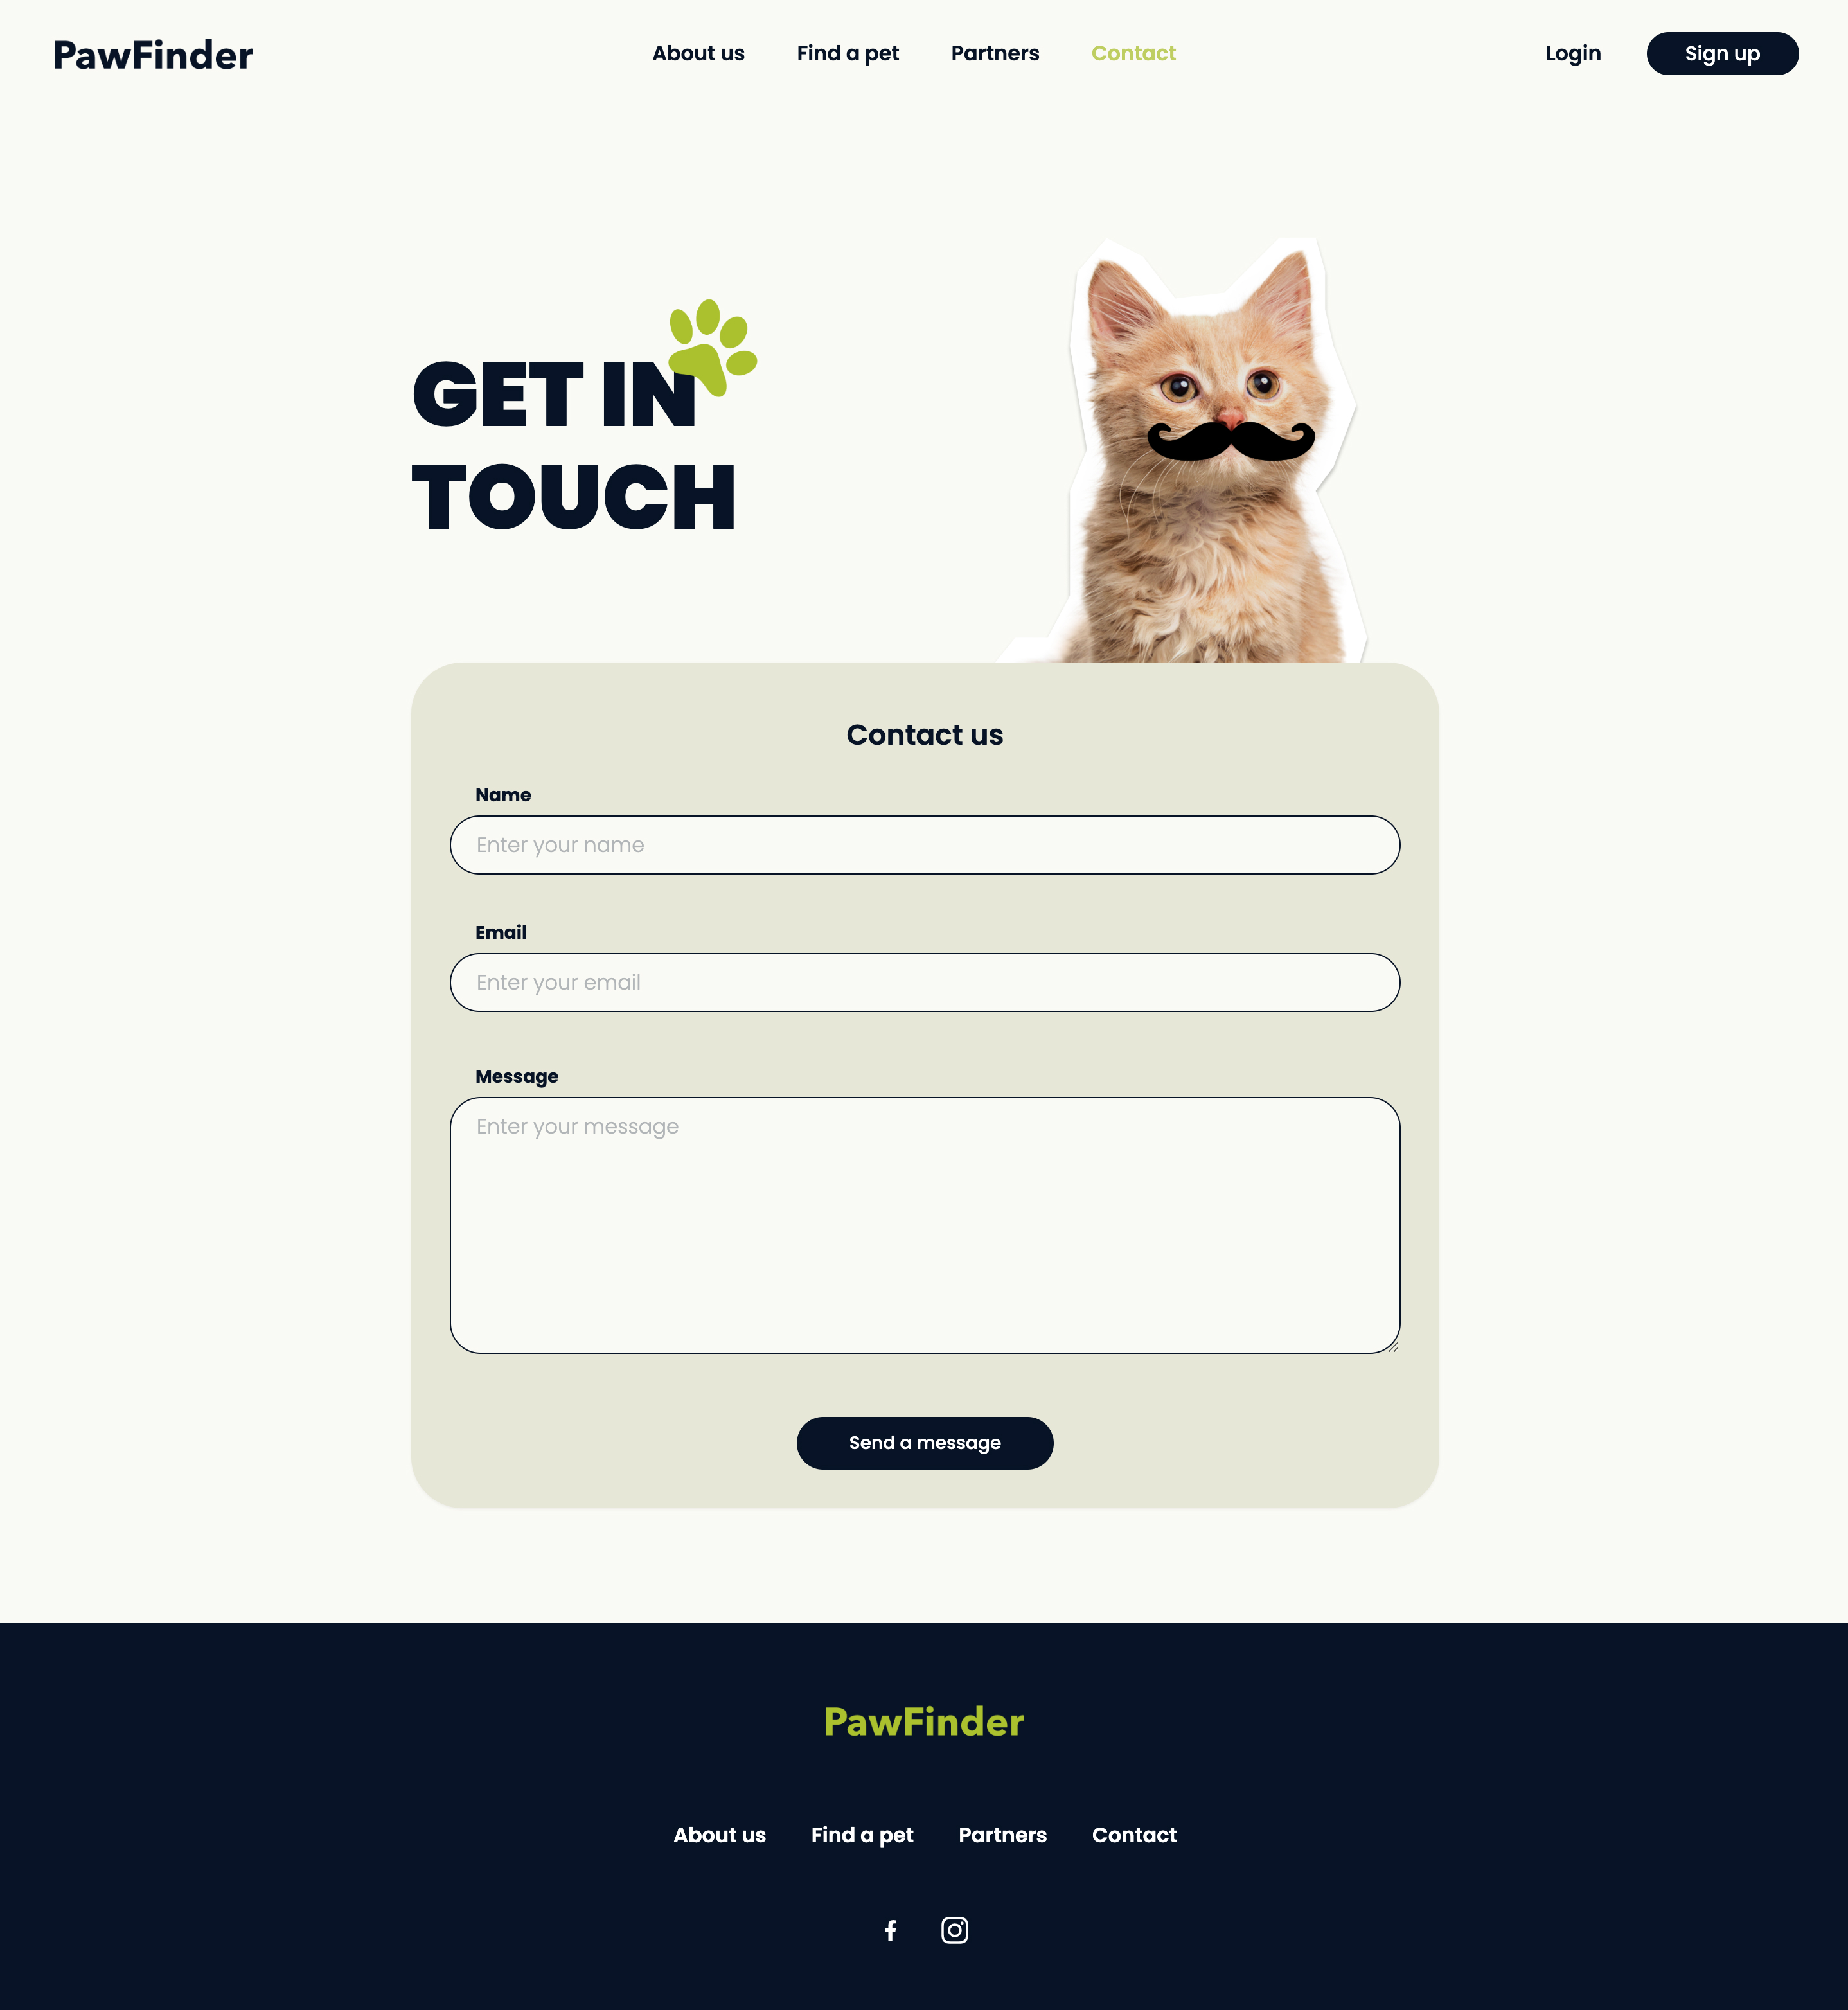 PawFinder
About us Find a pet Partners Contact
Login Sign up
GET IN
TOUCH
Contact us
Name
Enter your name
Email
Enter your email
Message
Enter your message
Send a message
PawFinder
About us Find a pet Partners Contact